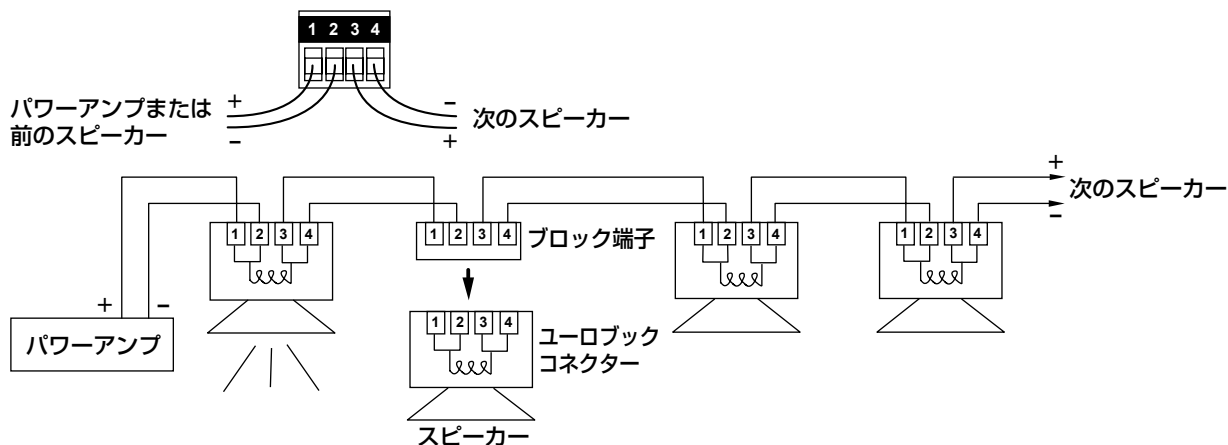 1 2 3 4
パワーアンプまたは
前のスピーカー
+
−
−
+
次のスピーカー
+
−
次のスピーカー
1 2 3 4
1 2 3 4
ブロック端子
1 2 3 4
1 2 3 4
+
−
パワーアンプ
1 2 3 4
ユーロブック
コネクター
スピーカー